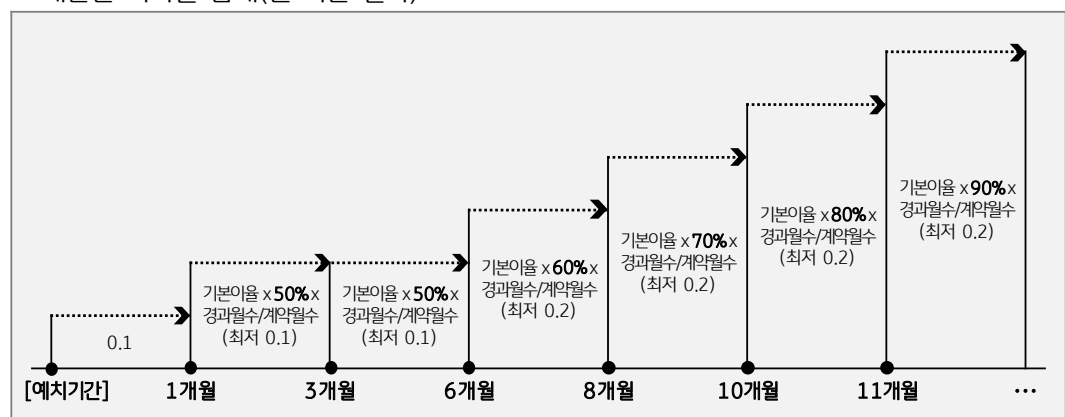 기본이율 x 90% x
경과월수/계약월수
(최저 0.2)
기본이율 x 80% x
경과월수/계약월수
(최저 0.2)
기본이율 x 70% x
경과월수/계약월수
(최저 0.2)
기본이율 x 60% x
경과월수/계약월수
(최저 0.2)
기본이율 x 50% x
경과월수/계약월수
(최저 0.1)
기본이율 x 50% x
경과월수/계약월수
(최저 0.1)
0.1
[예치기간] 1개월 3개월 6개월 8개월 10개월 11개월 …